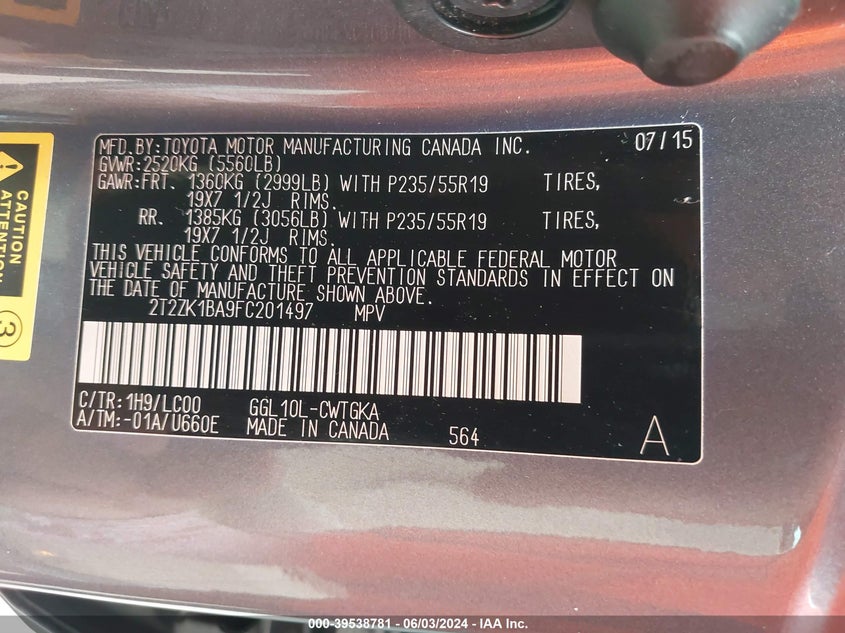 MFD.BY:TOYOTA MOTOR MANUFACTURING CANADA INC. 07/15
GVWR:2520KG (5560LB)
GAWR:FRT. 1360KG (2999LB) WITH P235/55R19 TIRES,
19X7 1/2J RIMS.
RR. 1385KG (3056LB) WITH P235/55R19 TIRES,
19X7 1/2J RIMS.
THIS VEHICLE CONFORMS TO ALL APPLICABLE FEDERAL MOTOR
VEHICLE SAFETY AND THEFT PREVENTION STANDARDS IN EFFECT ON
THE DATE OF MANUFACTURE SHOWN ABOVE.
2T2ZK1BA9FC201497 MPV
C/TR:1H9/LC00 GGL10L-CWTGKA
A/TM:-01A/U660E MADE IN CANADA 564 A
CAUTION
ATTENTION
3
000-39538781 - 06/03/2024 - IAA Inc.